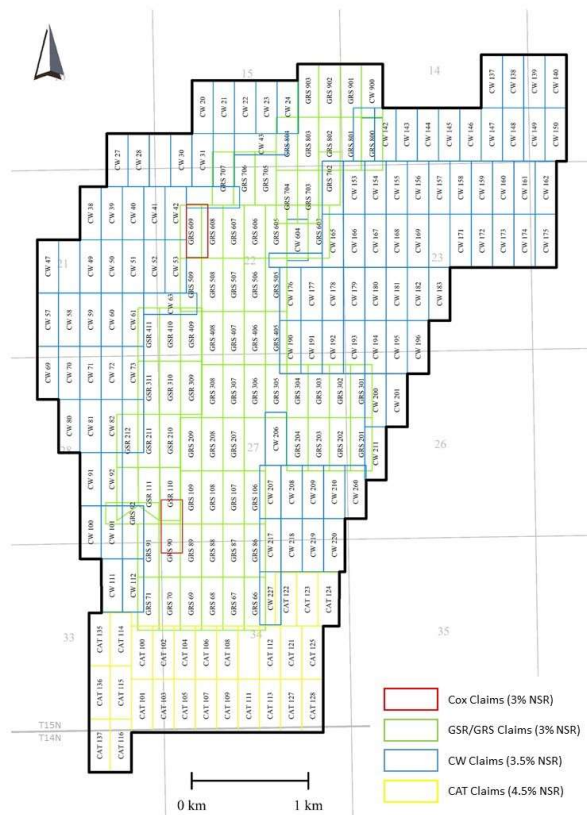 15
14
CW 20
CW 21
CW 22
CW 23
CW 24
GRS 903
GRS 902
GRS 901
CW 900
CW 137
CW 138
CW 139
CW 140
CW 27
CW 28
CW 30
CW 31
CW 43
GRS 804
GRS 803
GRS 802
GRS 801
GRS 800
CW 142
CW 143
CW 144
CW 145
CW 146
CW 147
CW 148
CW 149
CW 150
GRS 707
GRS 706
GRS 705
GRS 704
GRS 703
GRS 702
CW 153
CW 154
CW 155
CW 156
CW 157
CW 158
CW 159
CW 160
CW 161
CW 162
CW 38
CW 39
CW 40
CW 41
CW 42
GRS 609
GRS 608
GRS 607
GRS 606
GRS 605
CW 604
GRS 603
CW 165
CW 166
CW 167
CW 168
CW 169
CW 171
CW 172
CW 173
CW 174
CW 175
21
22
23
CW 47
CW 49
CW 50
CW 51
CW 52
CW 53
GRS 509
GRS 508
GRS 507
GRS 506
GRS 505
CW 176
CW 177
CW 178
CW 179
CW 180
CW 181
CW 182
CW 183
CW 63
CW 57
CW 58
CW 59
CW 60
CW 61
GSR 411
GSR 410
GSR 409
GRS 408
GRS 407
GRS 406
GRS 405
CW 190
CW 191
CW 192
CW 193
CW 194
CW 195
CW 196
CW 69
CW 70
CW 71
CW 72
CW 73
GSR 311
GSR 310
GSR 309
GRS 308
GRS 307
GRS 306
GRS 305
GRS 304
GRS 303
GRS 302
GRS 301
CW 200
CW 201
CW 80
CW 81
CW 82
GSR 212
GSR 211
GSR 210
GRS 209
GRS 208
GRS 207
CW 206
GRS 204
GRS 203
GRS 202
GRS 201
CW 211
27
26
CW 91
CW 92
GRS 92
GSR 111
GSR 110
GRS 109
GRS 108
GRS 107
GRS 106
CW 207
CW 208
CW 209
CW 210
CW 260
CW 100
CW 101
GRS 91
GRS 90
GRS 89
GRS 88
GRS 87
GRS 86
CW 217
CW 218
CW 219
CW 220
CW 111
CW 112
GRS 71
GRS 70
GRS 69
GRS 68
GRS 67
GRS 66
CW 227
CAT 122
CAT 123
CAT 124
33
34
35
CAT 135
CAT 114
CAT 100
CAT 102
CAT 104
CAT 106
CAT 108
CAT 112
CAT 121
CAT 125
CAT 136
CAT 115
CAT 101
CAT 103
CAT 105
CAT 107
CAT 109
CAT 111
CAT 113
CAT 127
CAT 128
T15N
T14N
CAT 137
CAT 116
Cox Claims (3% NSR)
GSR/GRS Claims (3% NSR)
CW Claims (3.5% NSR)
CAT Claims (4.5% NSR)
0 km
1 km